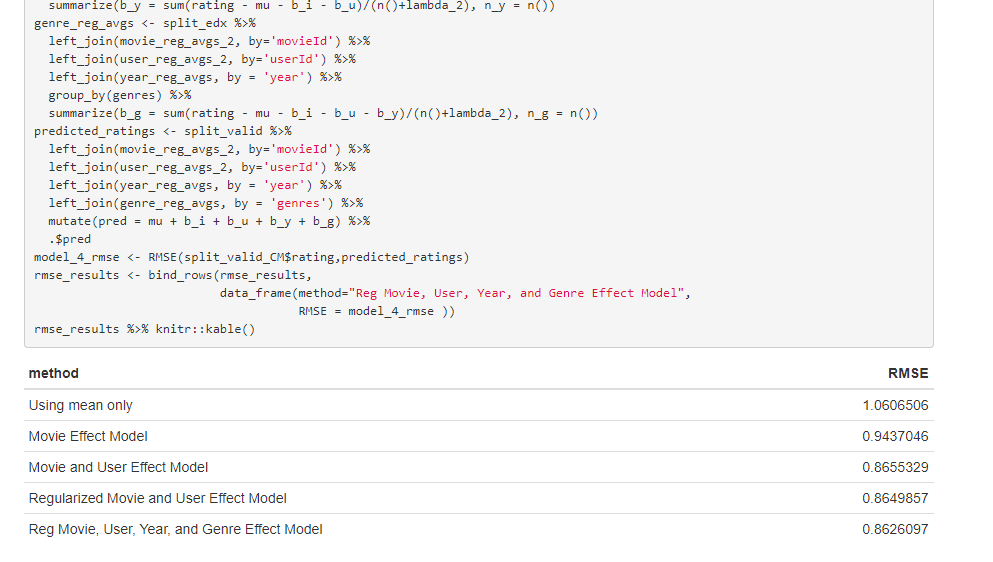 summarize(b_y = sum(rating - mu - b_i - b_u)/(n()+lambda_2), n_y = n())
genre_reg_avgs <- split_edx %>%
left_join(movie_reg_avgs_2, by='movieId') %>%
left_join(user_reg_avgs_2, by='userId') %>%
left_join(year_reg_avgs, by = 'year') %>%
group_by(genres) %>%
summarize(b_g = sum(rating - mu - b_i - b_u - b_y)/(n()+lambda_2), n_g = n())
predicted_ratings <- split_valid %>%
left_join(movie_reg_avgs_2, by='movieId') %>%
left_join(user_reg_avgs_2, by='userId') %>%
left_join(year_reg_avgs, by = 'year') %>%
left_join(genre_reg_avgs, by = 'genres') %>%
mutate(pred = mu + b_i + b_u + b_y + b_g) %>%
.$pred
model_4_rmse <- RMSE(split_valid_CM$rating,predicted_ratings)
rmse_results <- bind_rows(rmse_results,
data_frame(method="Reg Movie, User, Year, and Genre Effect Model",
RMSE = model_4_rmse ))
rmse_results %>% knitr::kable()
method RMSE
Using mean only 1.0606506
Movie Effect Model 0.9437046
Movie and User Effect Model 0.8655329
Regularized Movie and User Effect Model 0.8649857
Reg Movie, User, Year, and Genre Effect Model 0.8626097